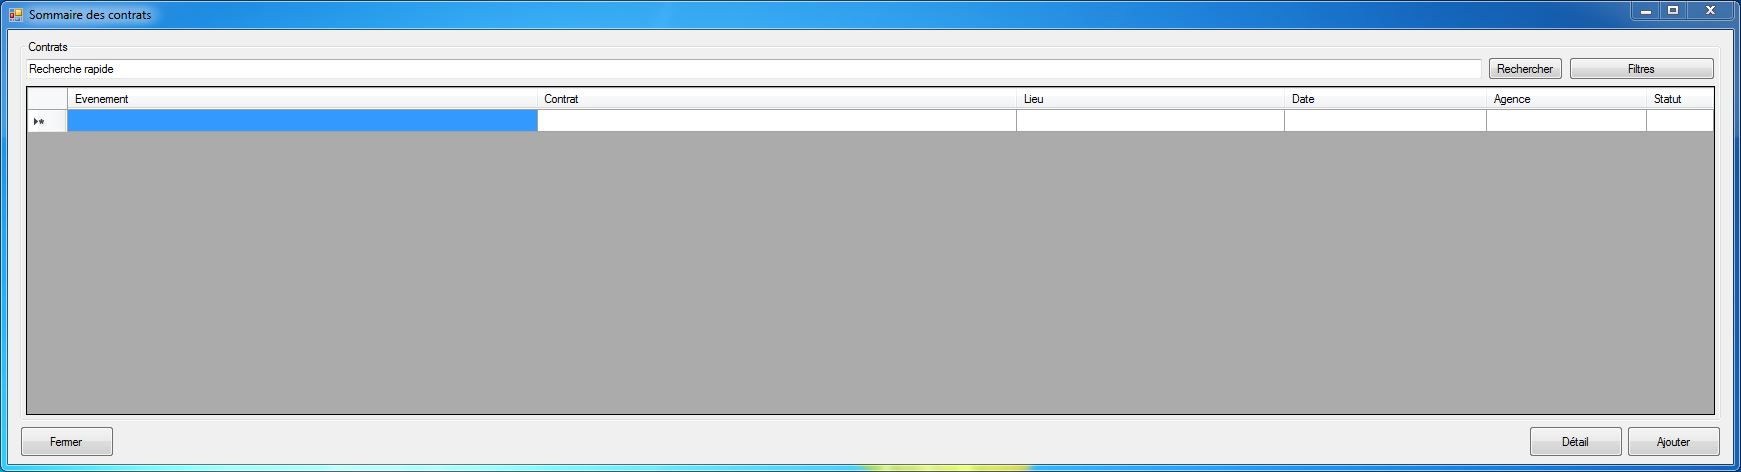 Sommaire des contrats
Contrats
Recherche rapide Rechercher Filtres
Evenement Contrat Lieu Date Agence Statut
Fermer Détail Ajouter